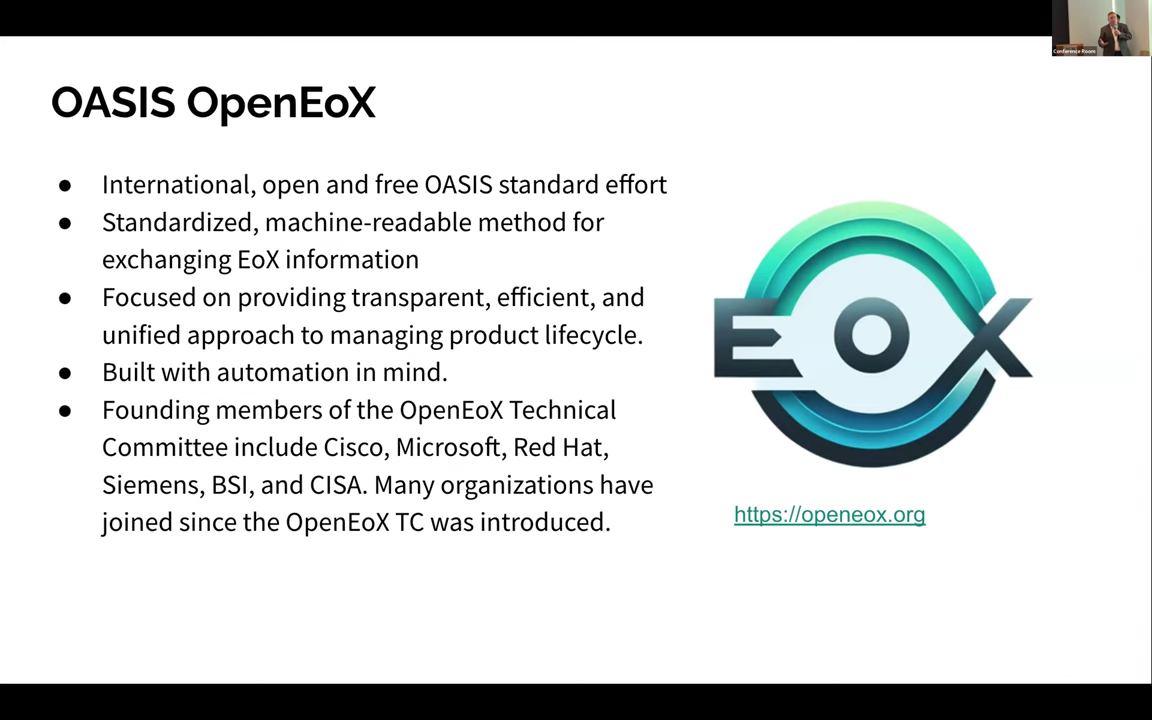 Conference Room
OASIS OpenEoX
● International, open and free OASIS standard effort
● Standardized, machine-readable method for
exchanging EoX information
● Focused on providing transparent, efficient, and
unified approach to managing product lifecycle.
● Built with automation in mind.
● Founding members of the OpenEoX Technical
Committee include Cisco, Microsoft, Red Hat,
Siemens, BSI, and CISA. Many organizations have
joined since the OpenEoX TC was introduced.
EOX
https://openeox.org